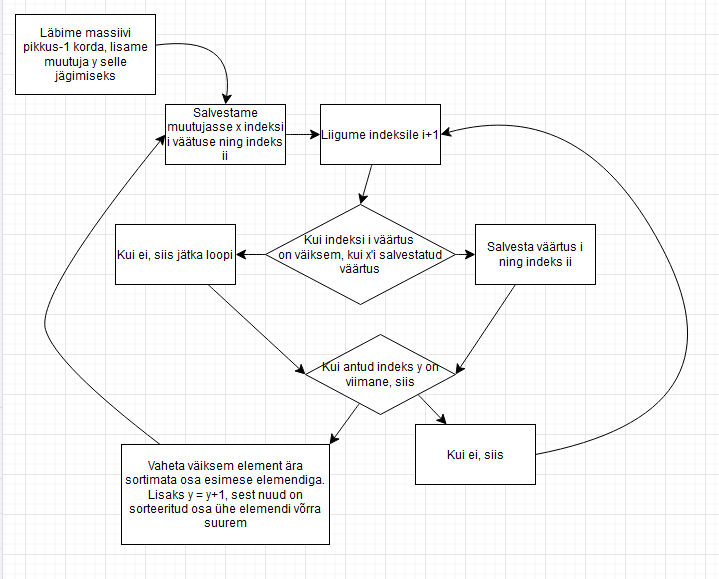 Läbime massiivi
pikkus-1 korda, lisame
muutuja y selle
jägimiseks
Salvestame
muutujasse x indeksi
i väätuse ning indeks
ii
Liigume indeksile i+1
Kui indeksi i väärtus
on väiksem, kui x'i salvestatud
väärtus
Kui ei, siis jätka loopi
Salvesta väärtus i
ning indeks ii
Kui antud indeks y on
viimane, siis
Kui ei, siis
Vaheta väiksem element ära
sortimata osa esimese elemendiga.
Lisaks y = y+1, sest nuud on
sorteeritud osa ühe elemendi võrra
suurem